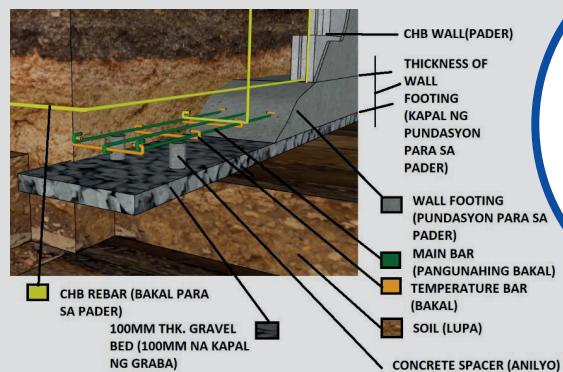 CHB WALL(PADER)
THICKNESS OF
WALL
FOOTING
(KAPAL NG
PUNDASYON
PARA SA
PADER)
WALL FOOTING
(PUNDASYON PARA SA
PADER)
MAIN BAR
(PANGUNAHING BAKAL)
TEMPERATURE BAR
(BAKAL)
SOIL (LUPA)
CONCRETE SPACER (ANILYO)
CHB REBAR (BAKAL PARA
SA PADER)
100MM THK. GRAVEL
BED (100MM NA KAPAL
NG GRABA)